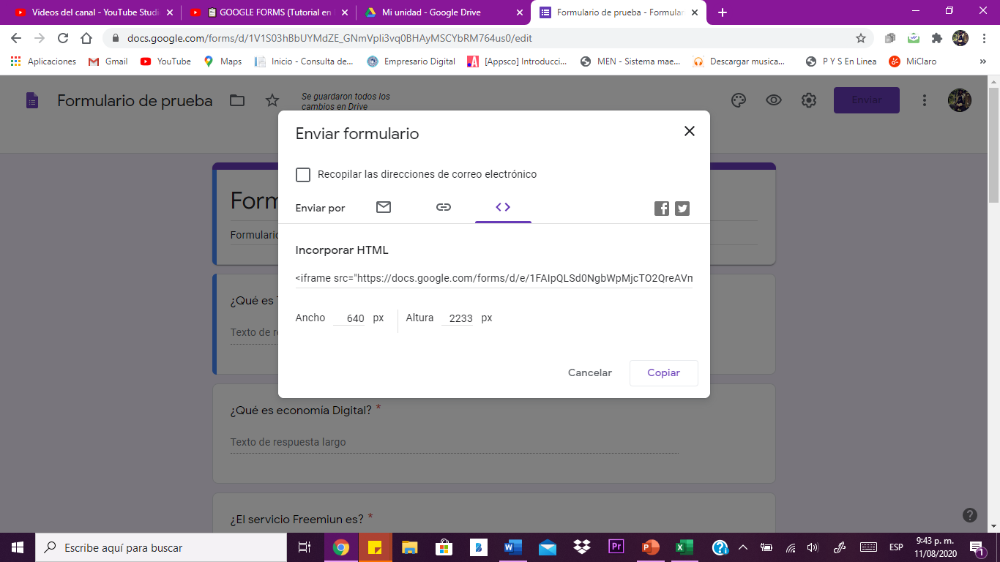 Videos del canal - YouTube Studi
GOOGLE FORMS (Tutorial en
Mi unidad - Google Drive
Formulario de prueba - Formular
docs.google.com/forms/d/1V1S03hBbUYMdZE_GNmVpIi3vq0BHAyMSCYbRM764us0/edit
Aplicaciones
Gmail
YouTube
Maps
Inicio - Consulta de...
Empresario Digital
[Appsco] Introducci...
MEN - Sistema mae...
Descargar musica...
P Y S En Linea
MiClaro
Formulario de prueba
Se guardaron todos los
cambios en Drive
Enviar
Enviar formulario
Recopilar las direcciones de correo electrónico
Enviar por
Form
Formulario
Incorporar HTML
<iframe src="https://docs.google.com/forms/d/e/1FAIpQLSd0NgbWpMjcTO2QreAVm
¿Qué es
Ancho 640 px
Altura 2233 px
Texto de re
Cancelar
Copiar
¿Qué es economía Digital? *
Texto de respuesta largo
¿El servicio Freemiun es? *
Escribe aquí para buscar
Pr
ESP
9:43 p. m.
11/08/2020
1